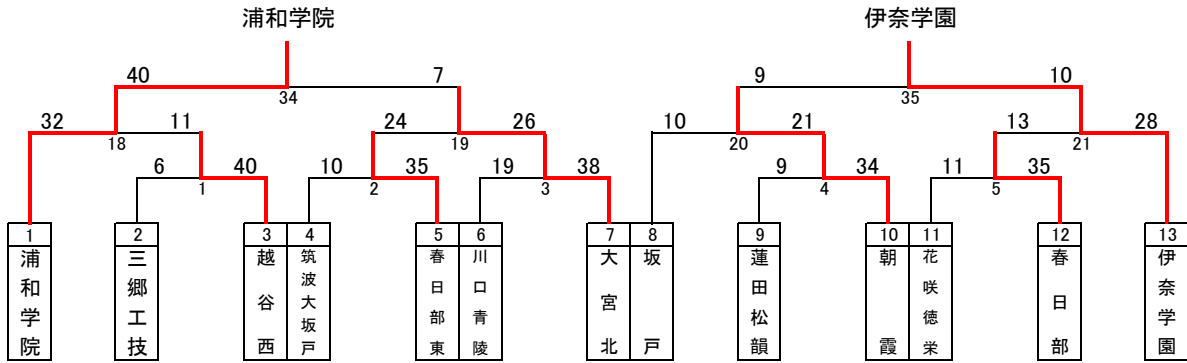 浦和学院 伊奈学園
40 7 9 10
34 35
32 11 24 26 10 21 13 28
18 19 20 21
6 40 10 35 19 38 9 34 11 35
1 2 3 4 5
1 2 3 4 5 6 7 8 9 10 11 12 13
浦和学院
三郷工技
越谷西
筑波大坂戸
春日部東
川口青陵
大宮北
坂戸
蓮田松韻
朝霞
花咲徳栄
春日部
伊奈学園